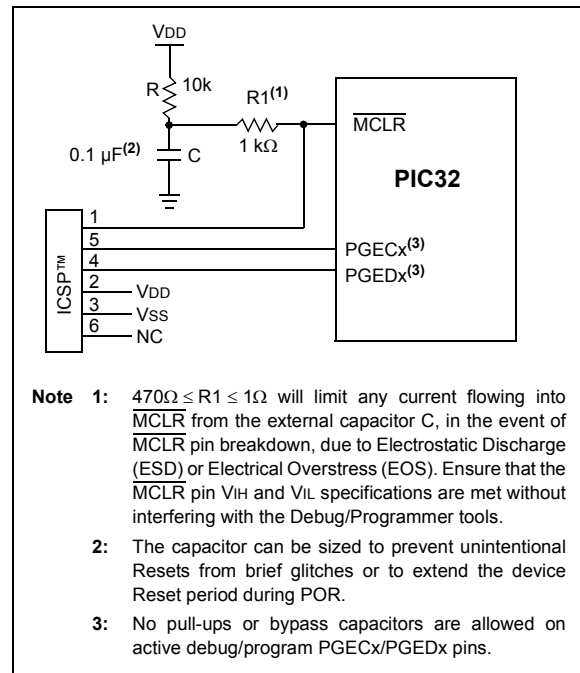 VDD
R 10k
R1(1)
1 kΩ
0.1 µF(2) C
MCLR
PIC32
ICSP™
1
5
4
2
3
6
PGECx(3)
PGEDx(3)
VDD
VSS
NC
Note 1: 470Ω ≤ R1 ≤ 1Ω will limit any current flowing into
MCLR from the external capacitor C, in the event of
MCLR pin breakdown, due to Electrostatic Discharge
(ESD) or Electrical Overstress (EOS). Ensure that the
MCLR pin VIH and VIL specifications are met without
interfering with the Debug/Programmer tools.
2: The capacitor can be sized to prevent unintentional
Resets from brief glitches or to extend the device
Reset period during POR.
3: No pull-ups or bypass capacitors are allowed on
active debug/program PGECx/PGEDx pins.